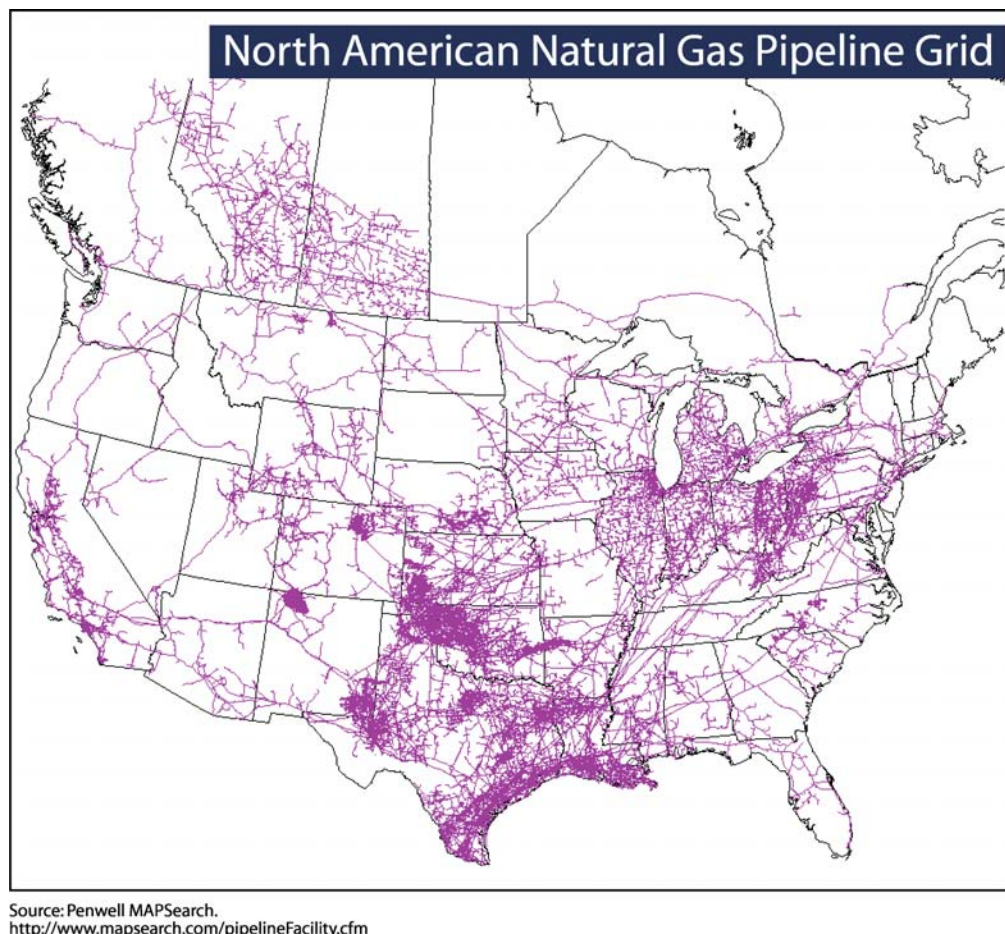 North American Natural Gas Pipeline Grid
Source: Penwell MAPSearch.
http://www.mapsearch.com/pipelineFacility.cfm